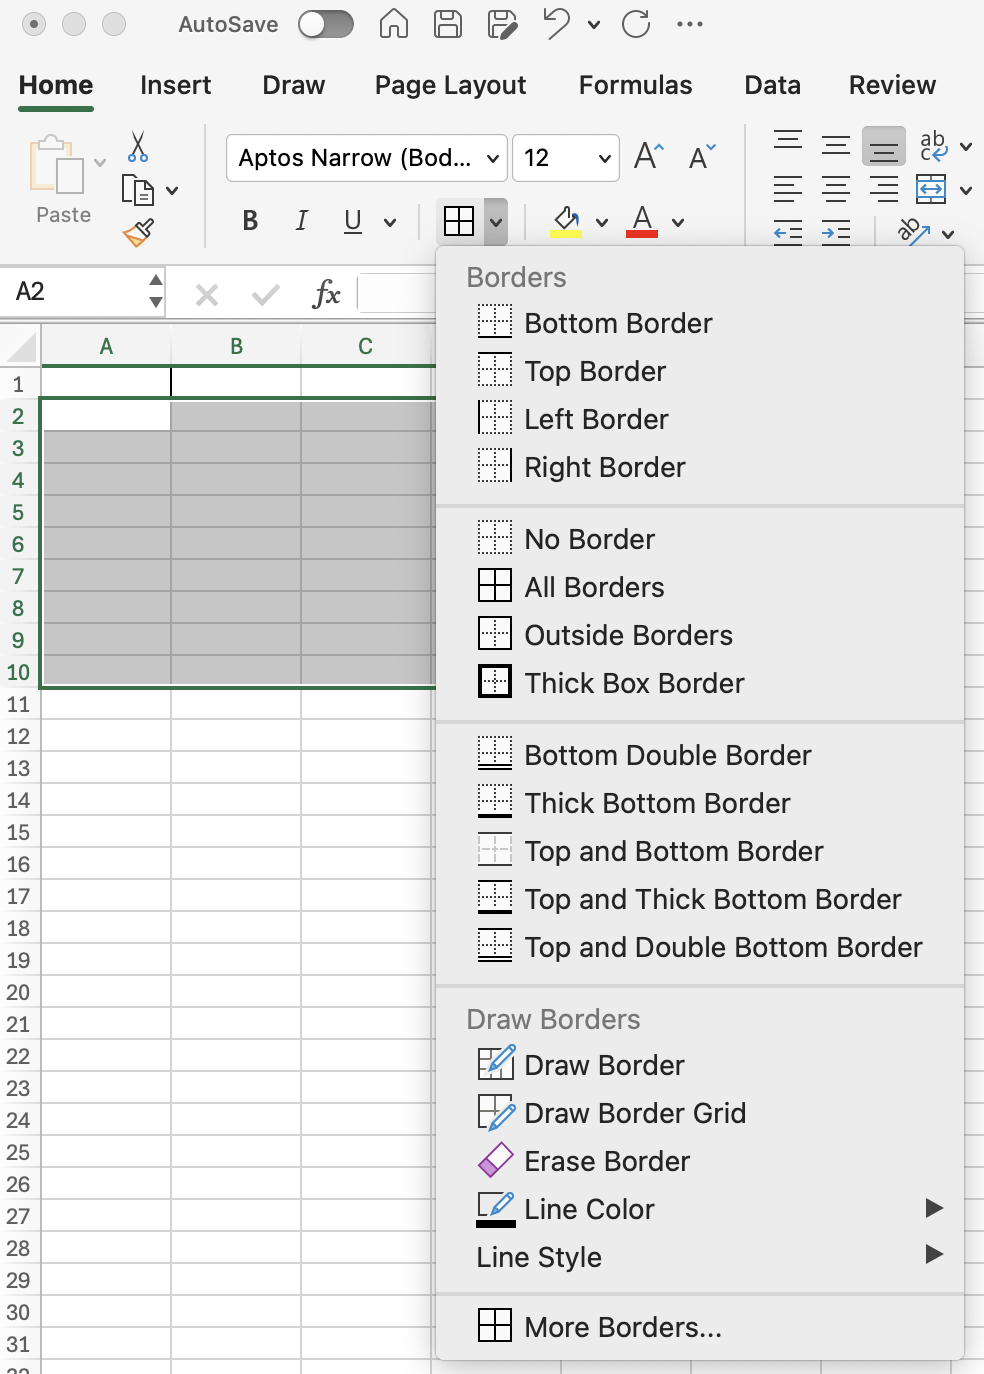 AutoSave
Home Insert Draw Page Layout Formulas Data Review
Paste
Aptos Narrow (Bod... 12 A A
B I U A
ab
c
ab
A2
fx
A B C
1
2
3
4
5
6
7
8
9
10
11
12
13
14
15
16
17
18
19
20
21
22
23
24
25
26
27
28
29
30
31
Borders
Bottom Border
Top Border
Left Border
Right Border
No Border
All Borders
Outside Borders
Thick Box Border
Bottom Double Border
Thick Bottom Border
Top and Bottom Border
Top and Thick Bottom Border
Top and Double Bottom Border
Draw Borders
Draw Border
Draw Border Grid
Erase Border
Line Color
Line Style
More Borders...